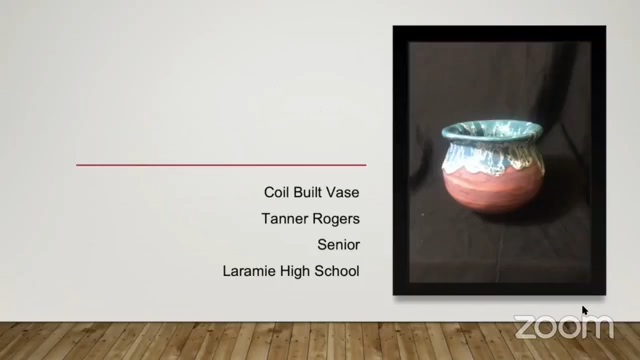 Coil Built Vase
Tanner Rogers
Senior
Laramie High School
zoom